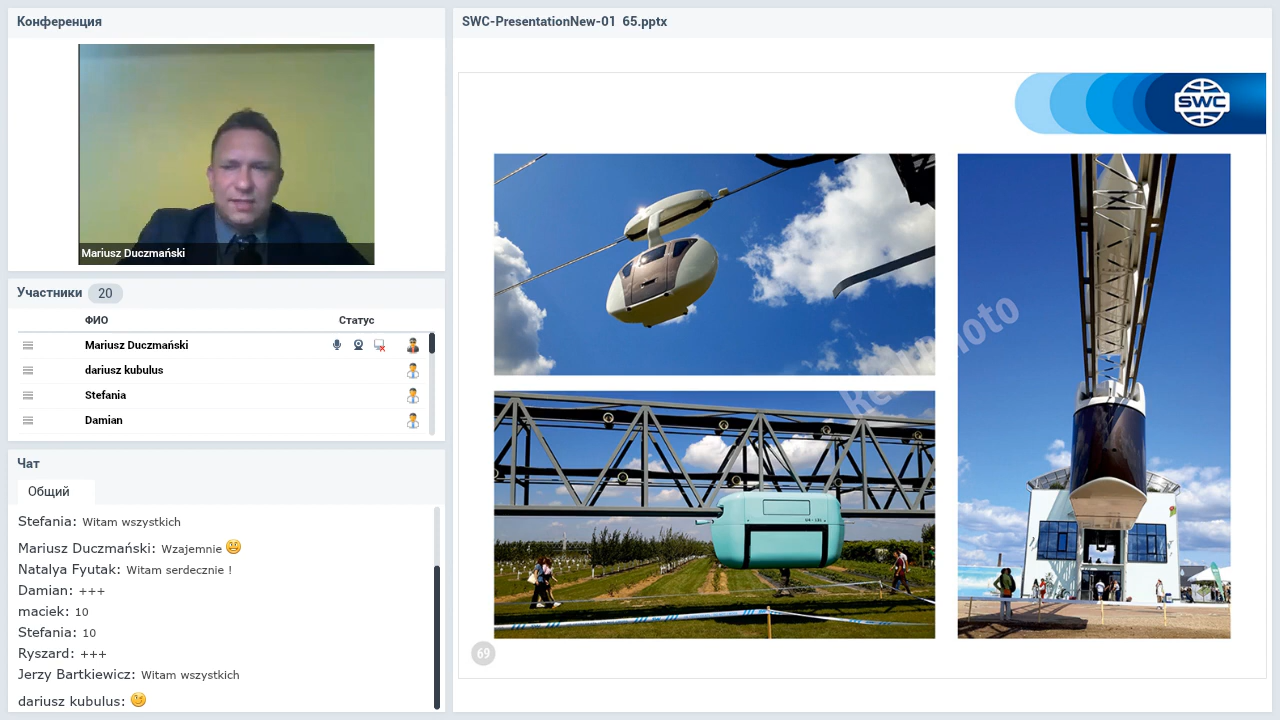 Конференция
Mariusz Duczmański
Участники 20
ФИО Статус
Mariusz Duczmański
dariusz kubulus
Stefania
Damian
Чат
Общий
Stefania: Witam wszystkich
Mariusz Duczmański: Wzajemnie
Natalya Fyutak: Witam serdecznie !
Damian: +++
maciek: 10
Stefania: 10
Ryszard: +++
Jerzy Bartkiewicz: Witam wszystkich
dariusz kubulus:
SWC-PresentationNew-01 65.pptx
SWC
69